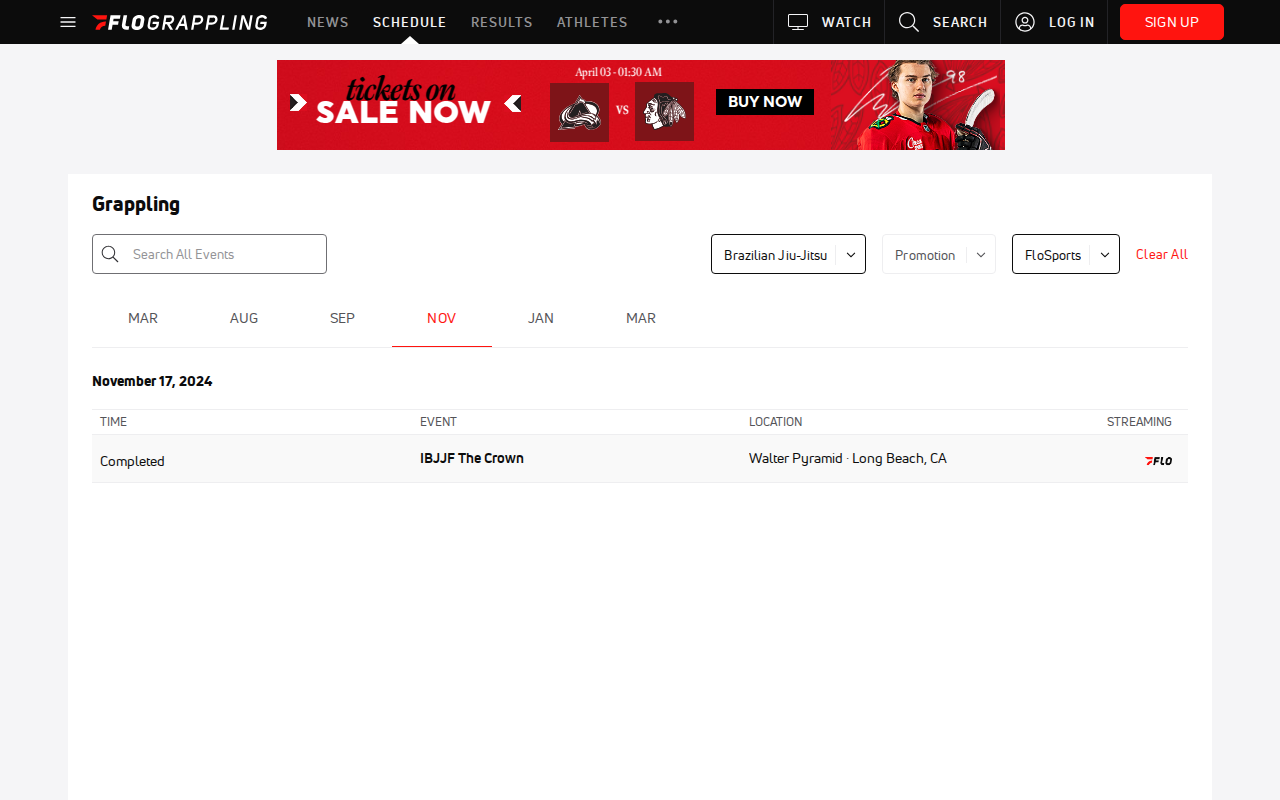 FLOGRAPPLING NEWS SCHEDULE RESULTS ATHLETES WATCH SEARCH LOG IN SIGN UP
tickets on
SALE NOW
April 03 - 01:30 AM
VS
BUY NOW
98
Grappling
Search All Events
Brazilian Jiu-Jitsu
Promotion
FloSports
Clear All
MAR AUG SEP NOV JAN MAR
November 17, 2024
TIME EVENT LOCATION STREAMING
Completed IBJJF The Crown Walter Pyramid · Long Beach, CA FLO